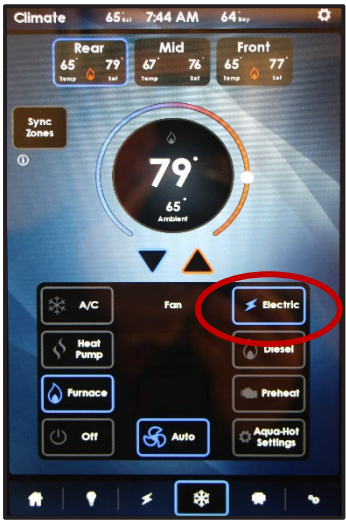 Climate 65° Ext 7:44 AM 64° Bay
Rear Mid Front
65° 79° 67° 76° 65° 77°
Temp Set Temp Set Temp Set
Sync
Zones
79°
65°
Ambient
A/C Fan Electric
Heat
Pump
Diesel
Furnace Preheat
Off Auto Aqua-Hot
Settings